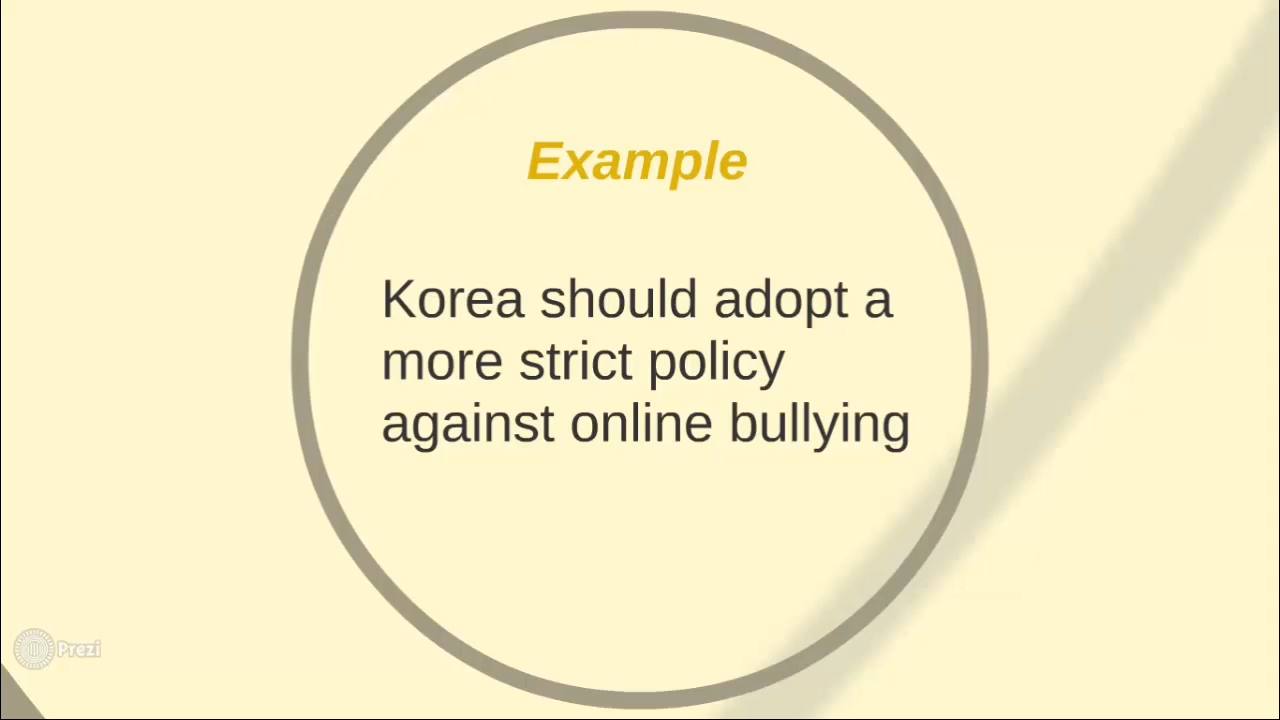 Example
Korea should adopt a
more strict policy
against online bullying
Prezi